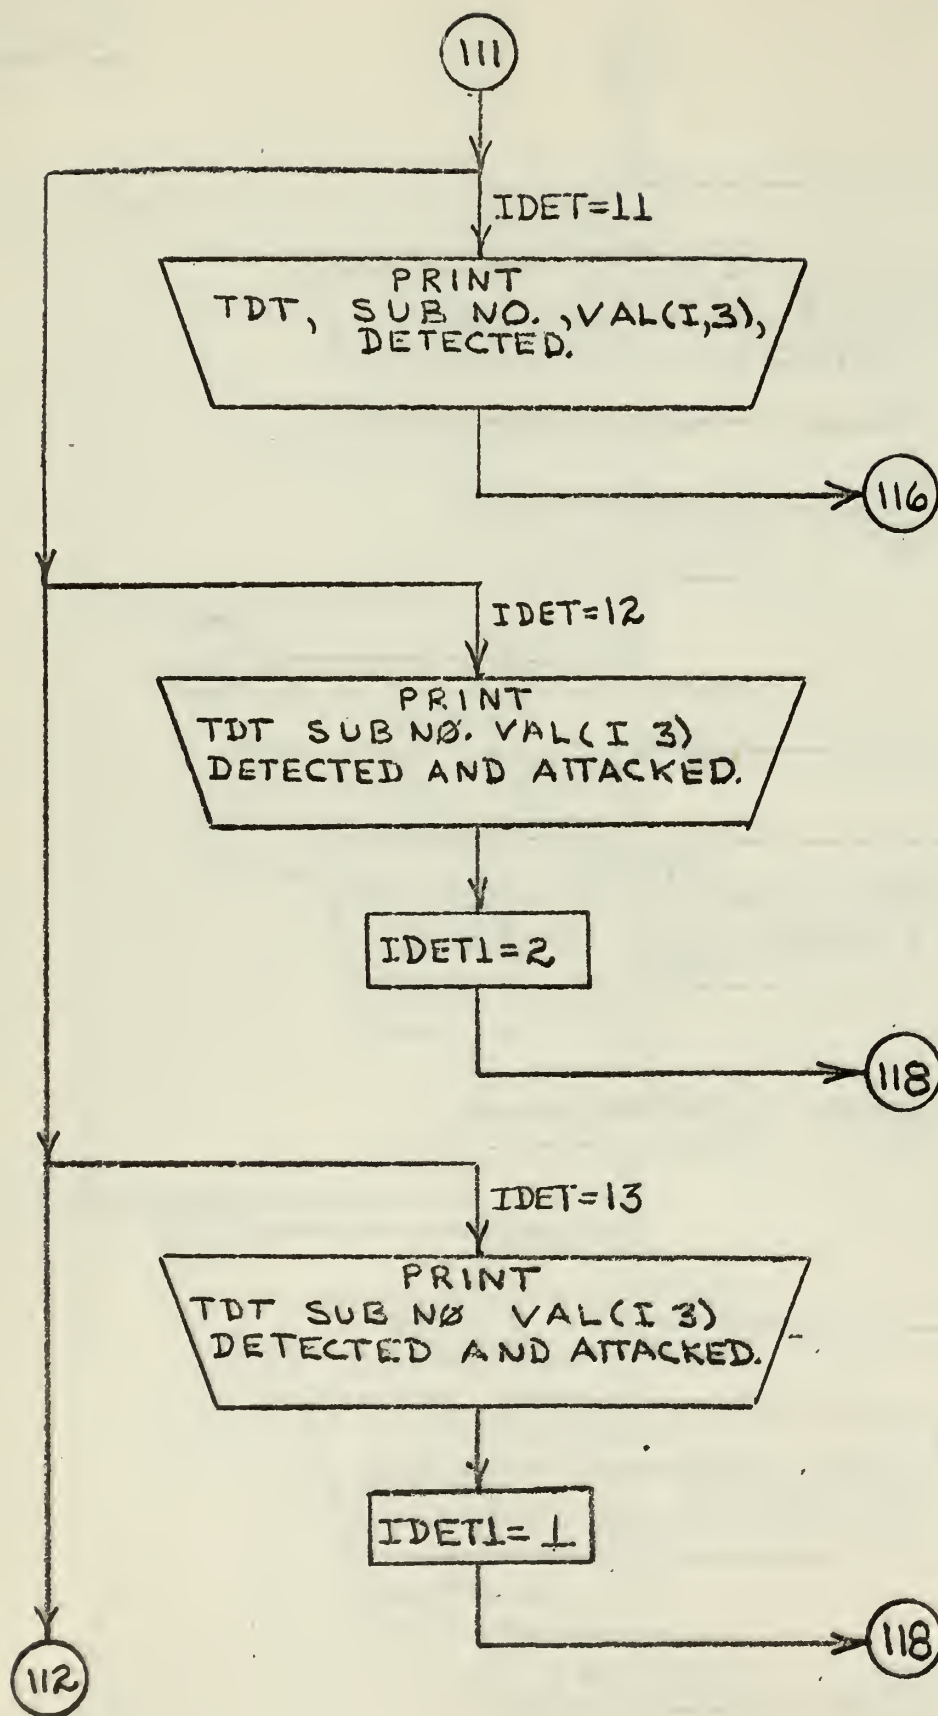 111
IDET=11
PRINT
TDT, SUB NO. ,VAL(I,3),
DETECTED.
116
IDET=12
PRINT
TDT SUB NØ. VAL(I 3)
DETECTED AND ATTACKED.
IDET1=2
118
IDET=13
PRINT
TDT SUB NØ VAL(I 3)
DETECTED AND ATTACKED.
IDET1=1
118
112